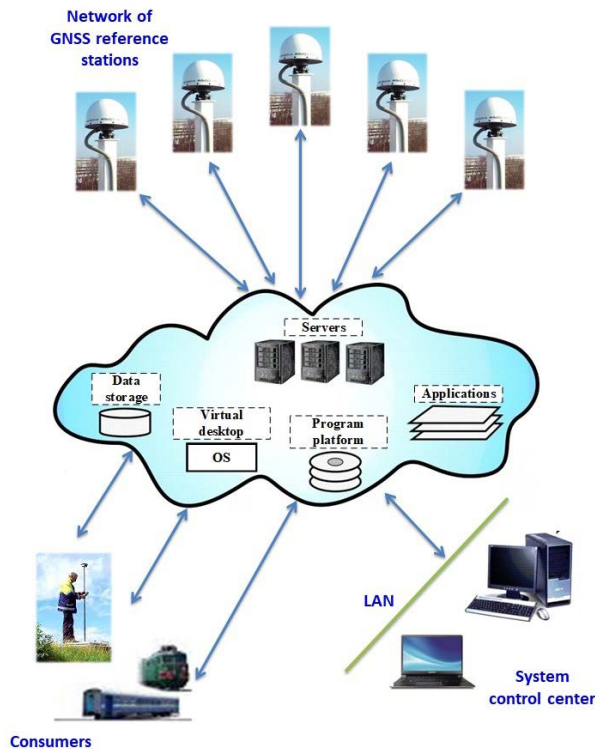 Network of
GNSS reference
stations
Servers
Data
storage
Virtual
desktop
OS
Program
platform
Applications
LAN
System
control center
Consumers